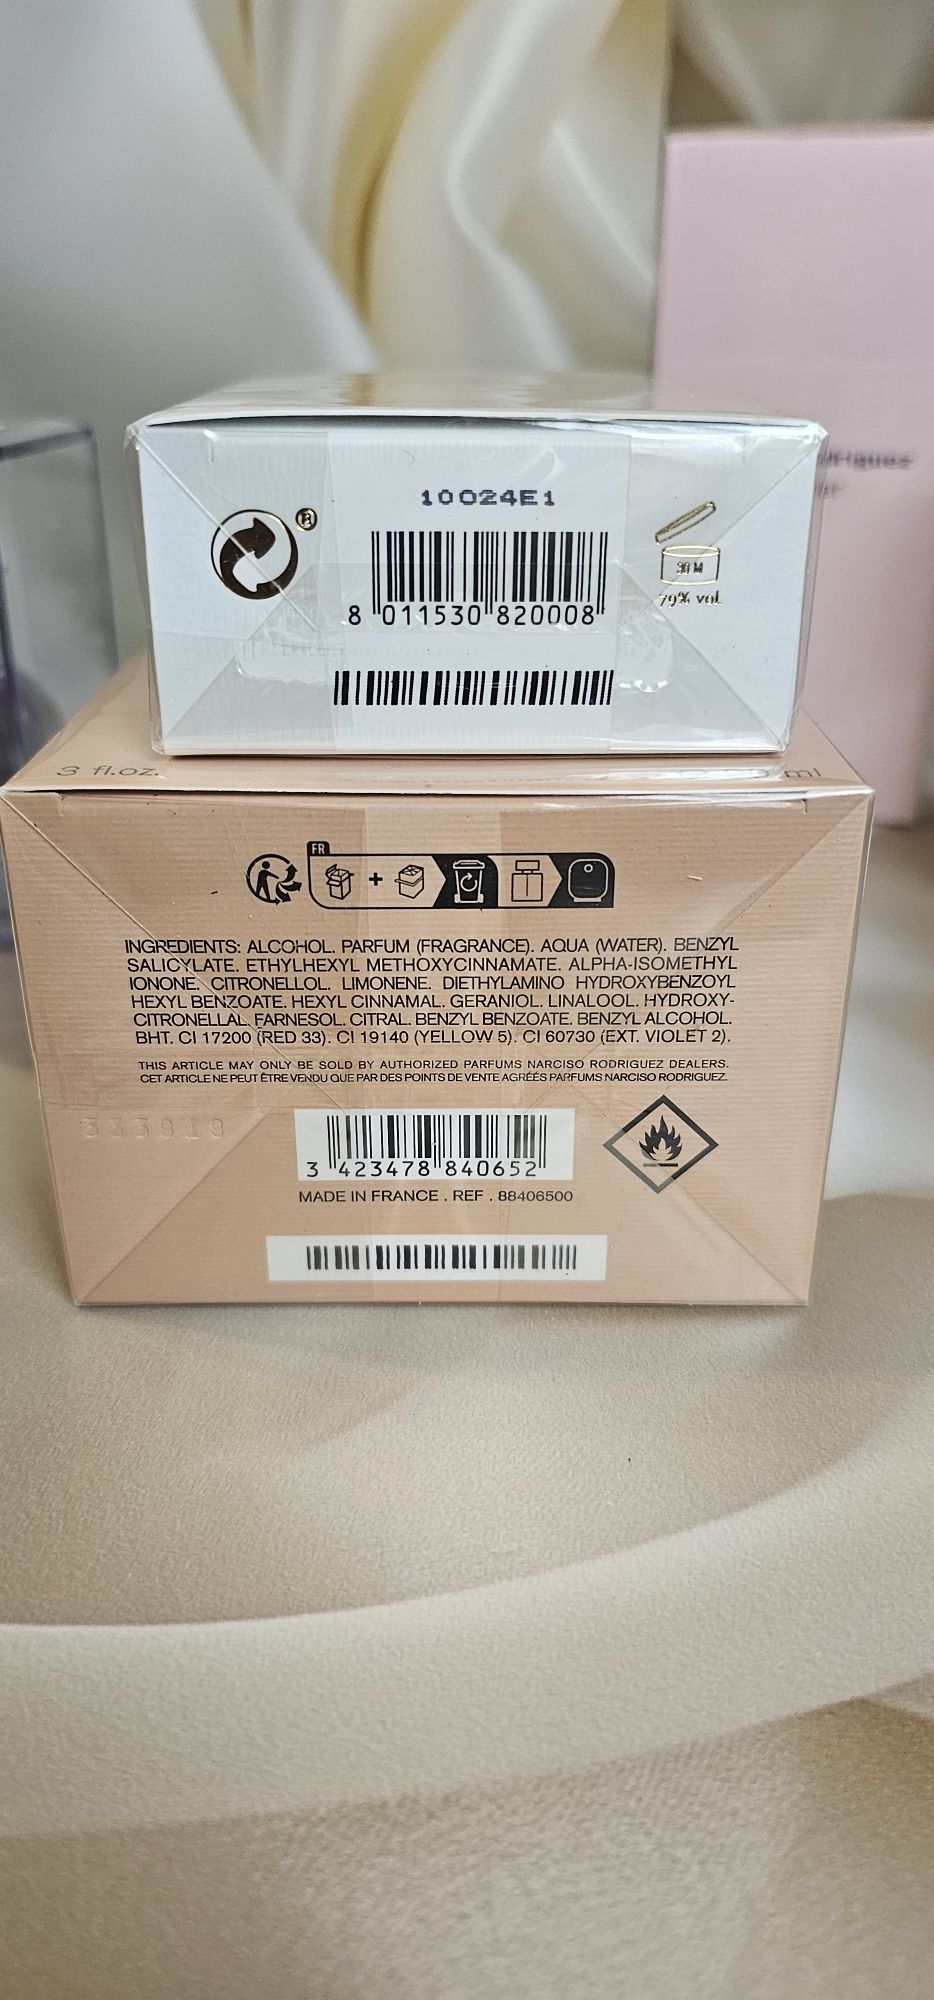 10024E1
®
8 011530 820008
30 M
79% vol.
3 fl.oz.
ml
FR
INGREDIENTS: ALCOHOL. PARFUM (FRAGRANCE). AQUA (WATER). BENZYL
SALICYLATE. ETHYLHEXYL METHOXYCINNAMATE. ALPHA-ISOMETHYL
IONONE. CITRONELLOL. LIMONENE. DIETHYLAMINO HYDROXYBENZOYL
HEXYL BENZOATE. HEXYL CINNAMAL. GERANIOL. LINALOOL. HYDROXY-
CITRONELLAL. FARNESOL. CITRAL. BENZYL BENZOATE. BENZYL ALCOHOL.
BHT. CI 17200 (RED 33). CI 19140 (YELLOW 5). CI 60730 (EXT. VIOLET 2).
THIS ARTICLE MAY ONLY BE SOLD BY AUTHORIZED PARFUMS NARCISO RODRIGUEZ DEALERS.
CET ARTICLE NE PEUT ÊTRE VENDU QUE PAR DES POINTS DE VENTE AGRÉÉS PARFUMS NARCISO RODRIGUEZ.
3 423478 840652
MADE IN FRANCE . REF . 88406500